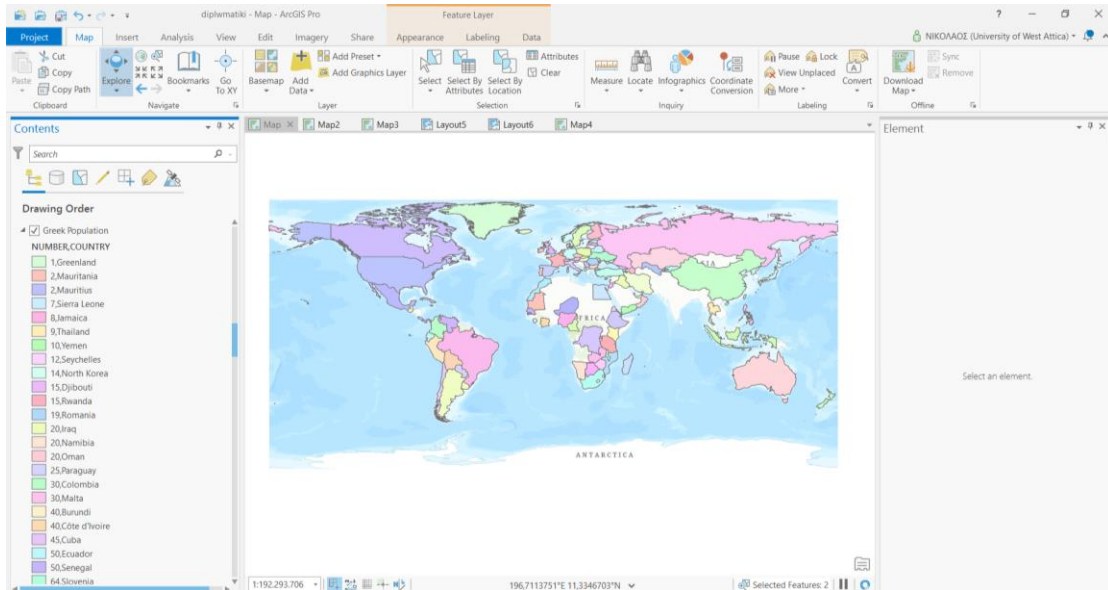 diplwmatiki - Map - ArcGIS Pro
Feature Layer
?
Project Map Insert Analysis View Edit Imagery Share Appearance Labeling Data
ΝΙΚΟΛΑΟΣ (University of West Attica)
Paste
Cut
Copy
Copy Path
Clipboard
Explore
Bookmarks
Go To XY
Navigate
Basemap
Add Data
Add Preset
Add Graphics Layer
Layer
Select
Select By Attributes
Select By Location
Attributes
Clear
Selection
Measure
Locate
Infographics
Coordinate Conversion
Inquiry
Pause
Lock
View Unplaced
More
Convert
Labeling
Download Map
Sync
Remove
Offline
Contents
Search
Drawing Order
Greek Population
NUMBER,COUNTRY
1,Greenland
2,Mauritania
2,Mauritius
7,Sierra Leone
8,Jamaica
9,Thailand
10,Yemen
12,Seychelles
14,North Korea
15,Djibouti
15,Rwanda
19,Romania
20,Iraq
20,Namibia
20,Oman
25,Paraguay
30,Colombia
30,Malta
40,Burundi
40,Côte d'Ivoire
45,Cuba
50,Ecuador
50,Senegal
64,Slovenia
Map Map2 Map3 Layout5 Layout6 Map4
ANTARCTICA
1:192.293.706
196,7113751°E 11,3346703°N
Selected Features: 2
Element
Select an element.